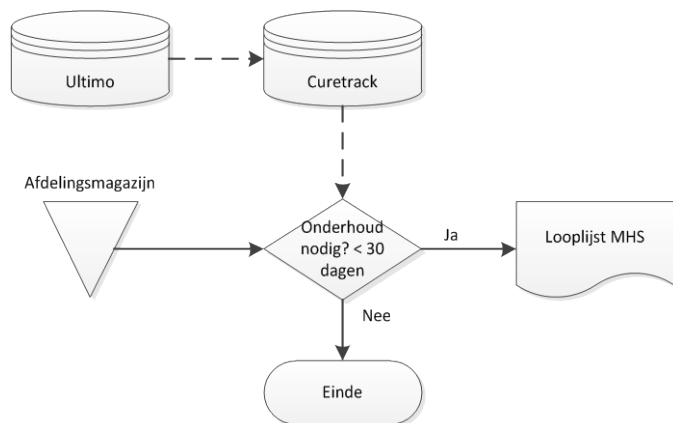 Ultimo
Curetrack
Afdelingsmagazijn
Onderhoud
nodig? < 30
dagen
Ja
Looplijst MHS
Nee
Einde